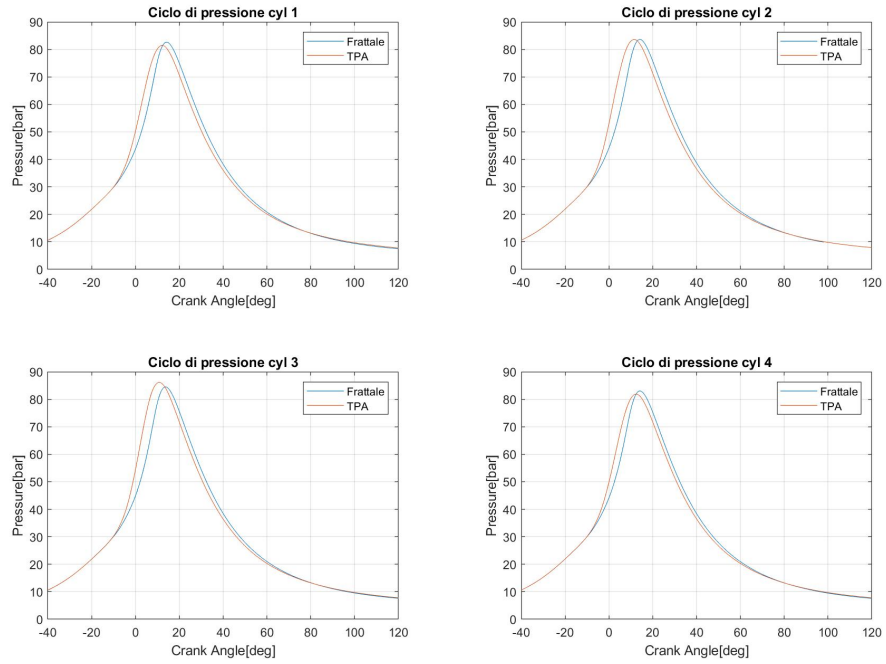 Ciclo di pressione cyl 1
Pressure[bar]
90
80
70
60
50
40
30
20
10
0
Frattale
TPA
-40 -20 0 20 40 60 80 100 120
Crank Angle[deg]
Ciclo di pressione cyl 2
Pressure[bar]
90
80
70
60
50
40
30
20
10
0
Frattale
TPA
-40 -20 0 20 40 60 80 100 120
Crank Angle[deg]
Ciclo di pressione cyl 3
Pressure[bar]
90
80
70
60
50
40
30
20
10
0
Frattale
TPA
-40 -20 0 20 40 60 80 100 120
Crank Angle[deg]
Ciclo di pressione cyl 4
Pressure[bar]
90
80
70
60
50
40
30
20
10
0
Frattale
TPA
-40 -20 0 20 40 60 80 100 120
Crank Angle[deg]